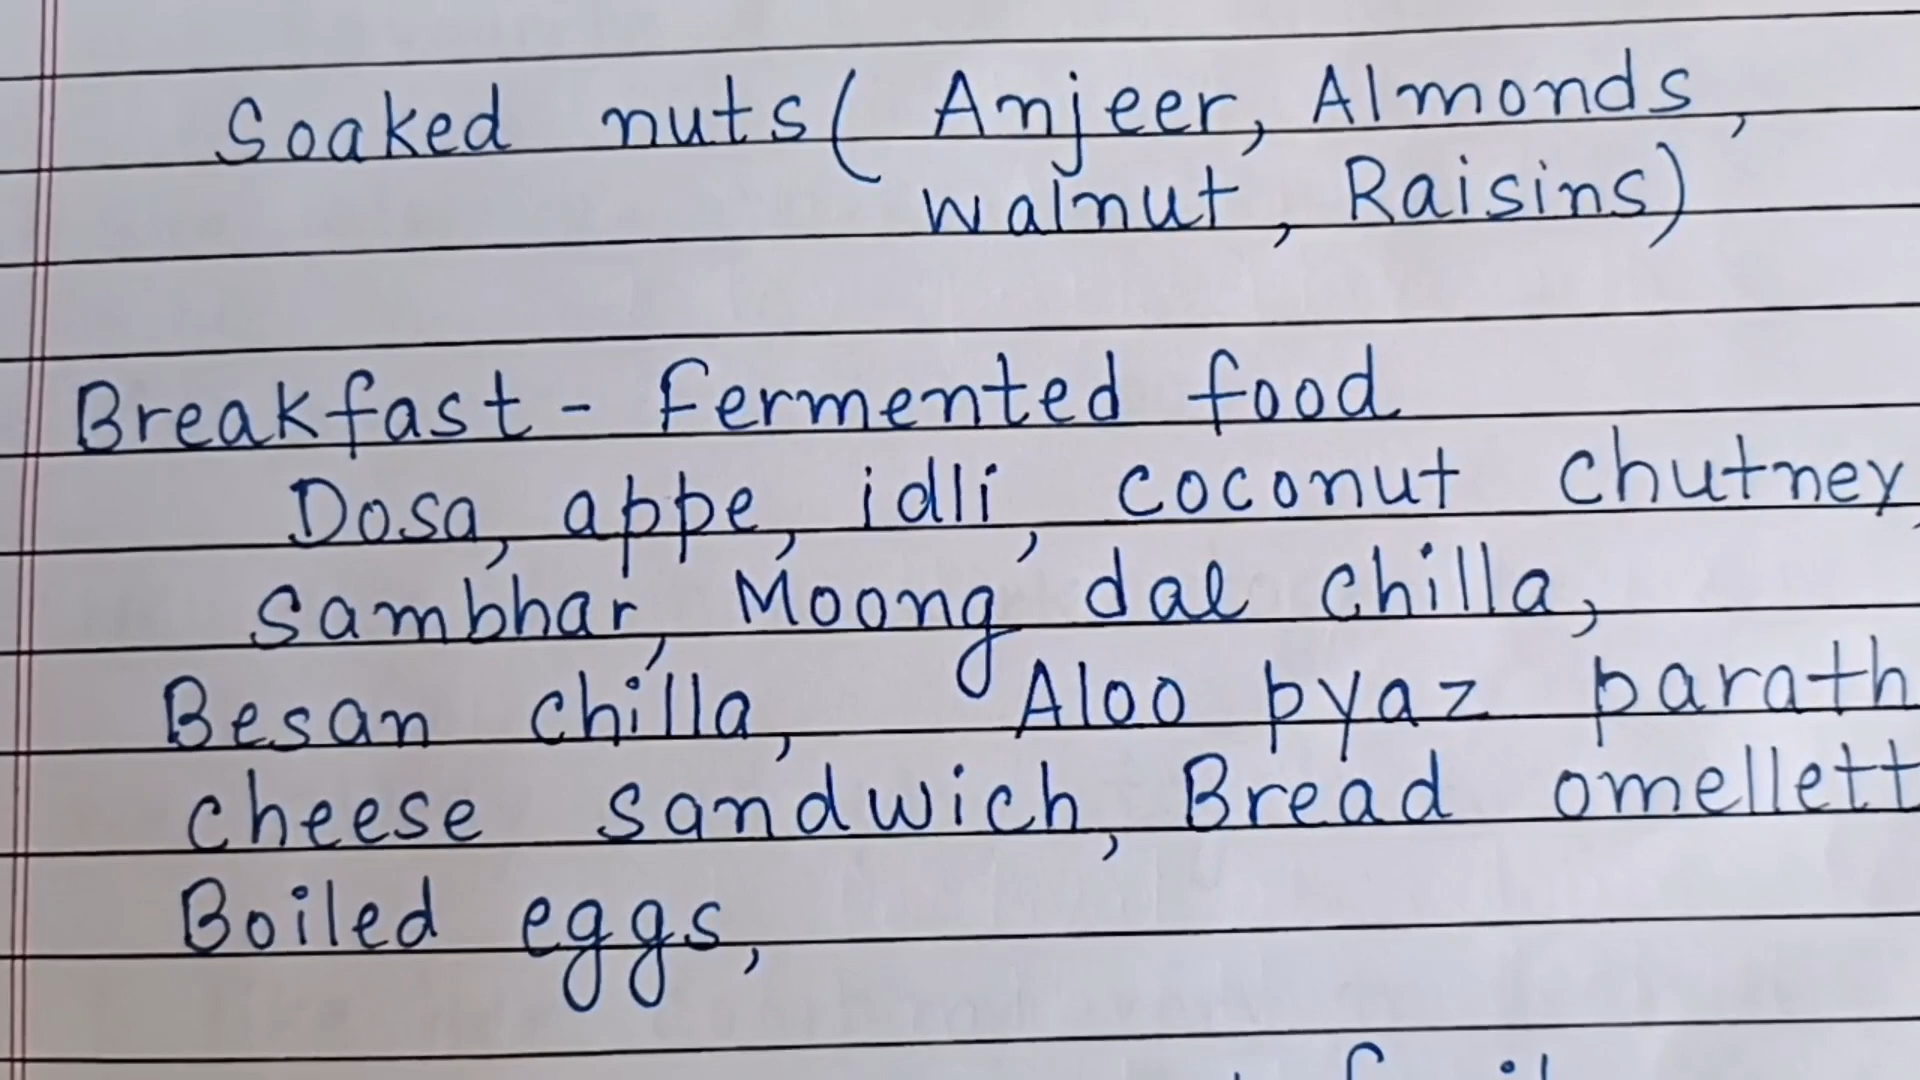 Soaked nuts ( Anjeer, Almonds,
walnut, Raisins)
Breakfast - Fermented food
Dosa, appe, idli, coconut chutney,
Sambhar, Moong dal chilla,
Besan chilla, Aloo pyaz parath
cheese sandwich, Bread omellett
Boiled eggs,